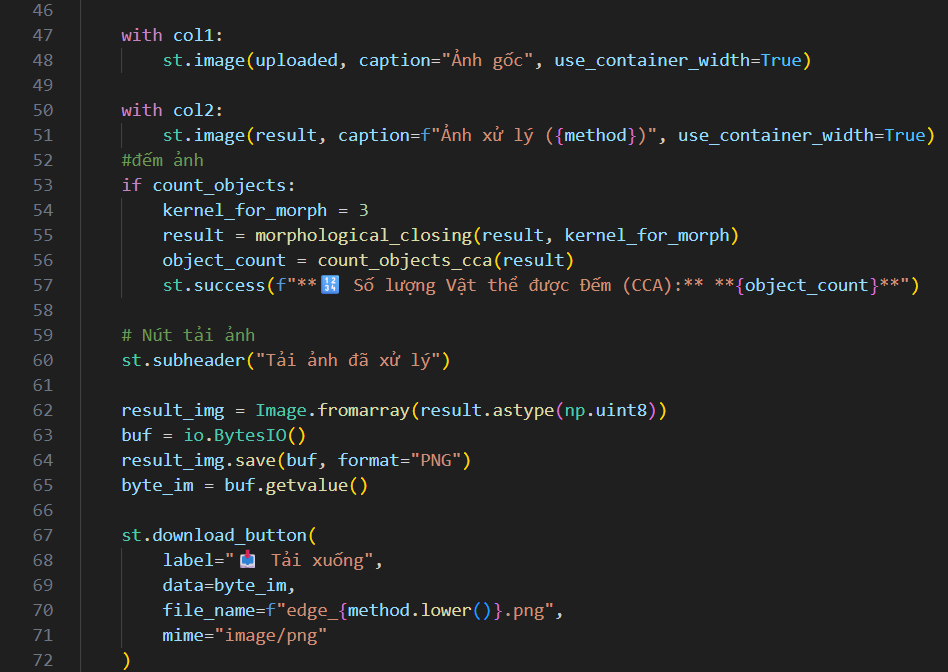 46
47 with col1:
48 st.image(uploaded, caption="Ảnh gốc", use_container_width=True)
49
50 with col2:
51 st.image(result, caption=f"Ảnh xử lý ({method})", use_container_width=True)
52 #đếm ảnh
53 if count_objects:
54 kernel_for_morph = 3
55 result = morphological_closing(result, kernel_for_morph)
56 object_count = count_objects_cca(result)
57 st.success(f"**🔢 Số lượng Vật thể được Đếm (CCA):** **{object_count}**")
58
59 # Nút tải ảnh
60 st.subheader("Tải ảnh đã xử lý")
61
62 result_img = Image.fromarray(result.astype(np.uint8))
63 buf = io.BytesIO()
64 result_img.save(buf, format="PNG")
65 byte_im = buf.getvalue()
66
67 st.download_button(
68 label="📥 Tải xuống",
69 data=byte_im,
70 file_name=f"edge_{method.lower()}.png",
71 mime="image/png"
72 )